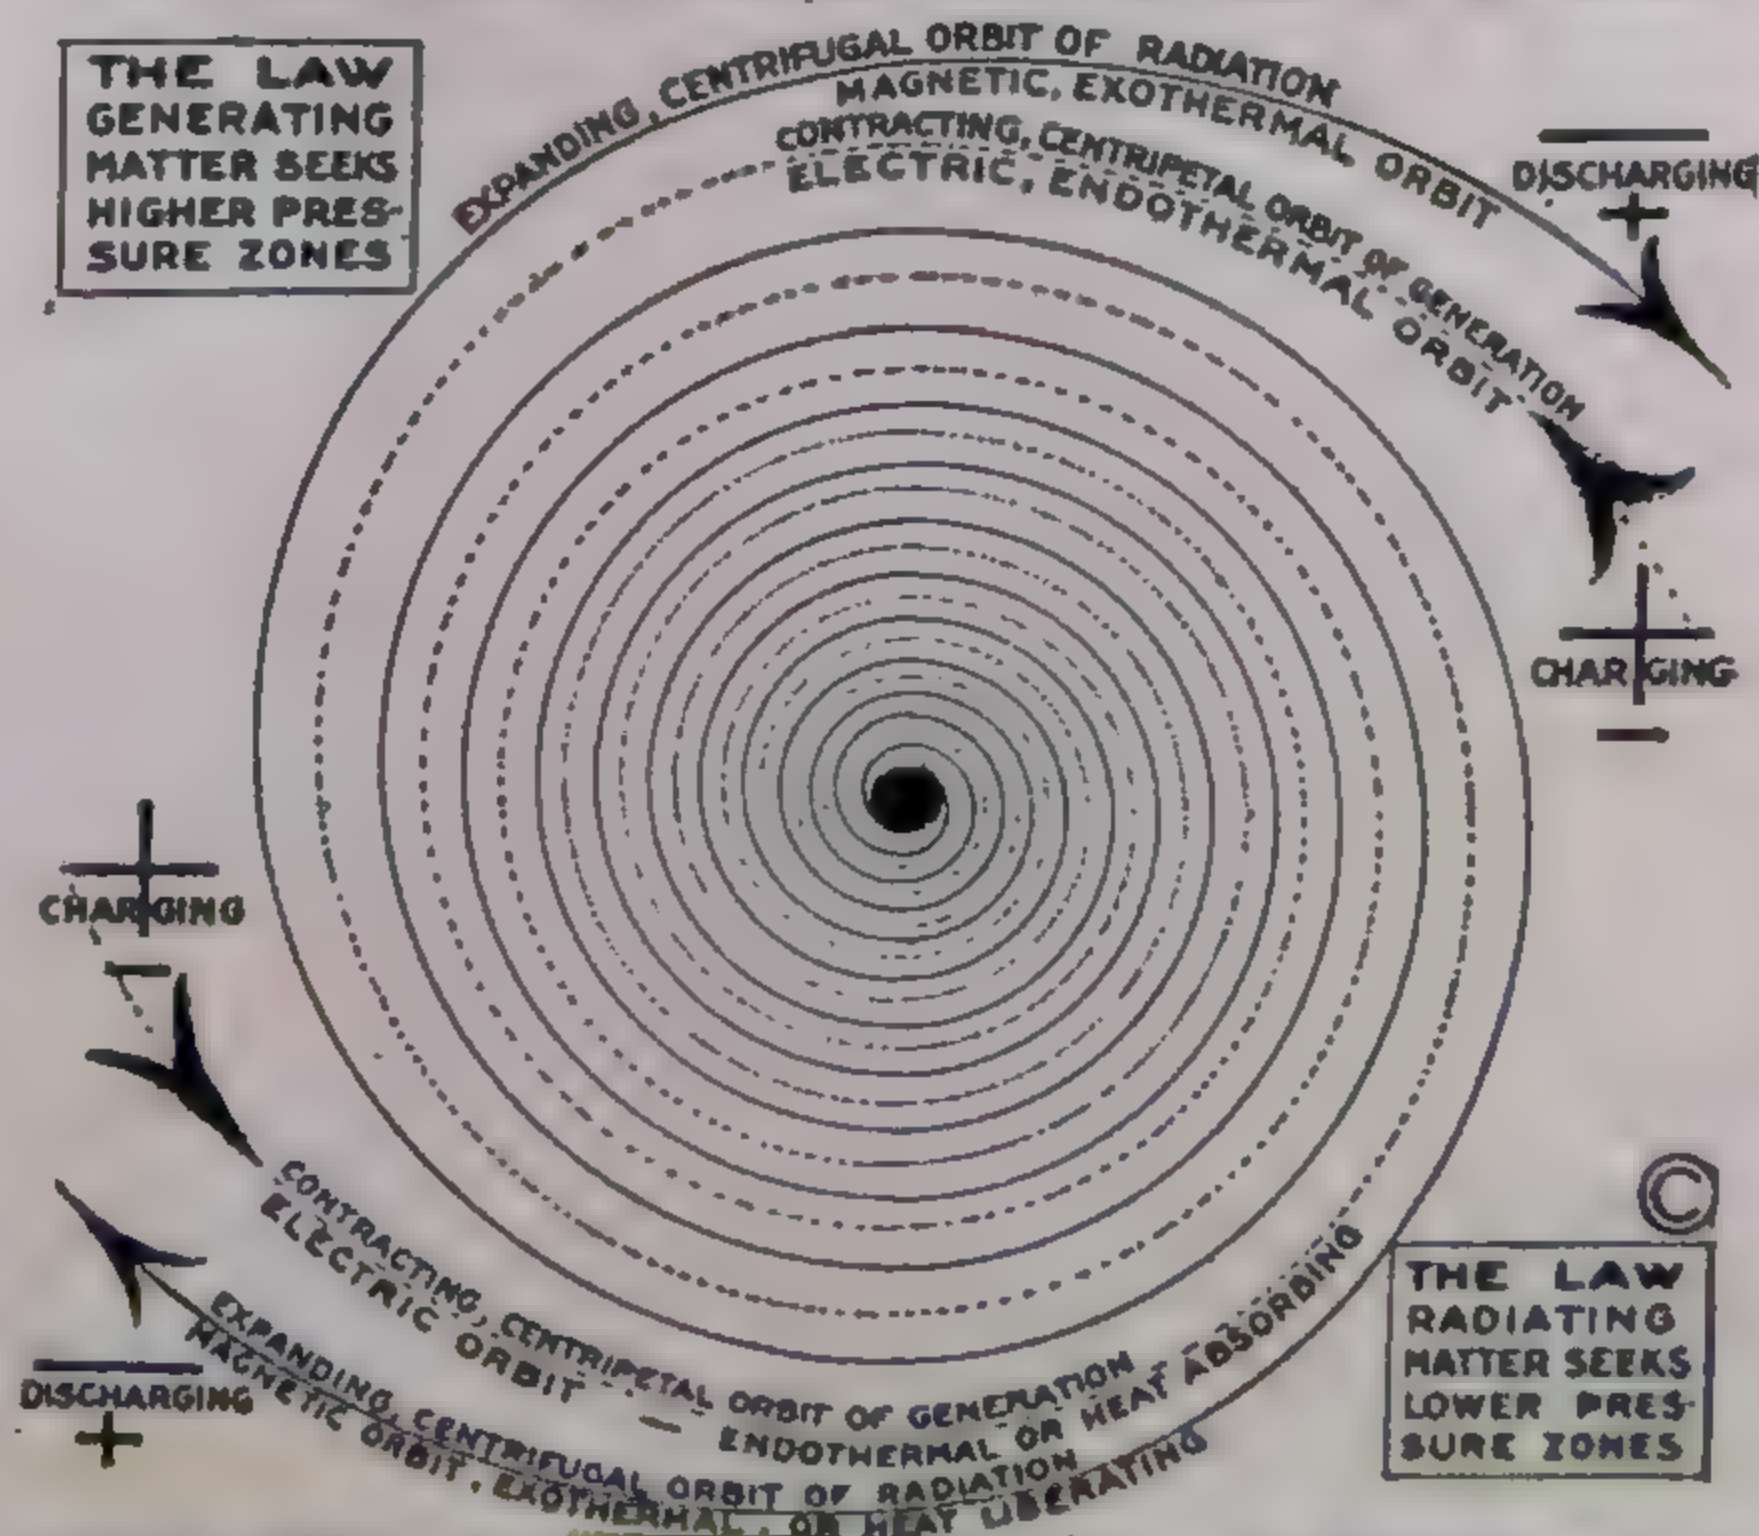 THE LAW
GENERATING
MATTER SEEKS
HIGHER PRES-
SURE ZONES
EXPANDING, CENTRIFUGAL ORBIT OF RADIATION
MAGNETIC, EXOTHERMAL ORBIT
CONTRACTING, CENTRIPETAL ORBIT OF GENERATION
ELECTRIC, ENDOTHERMAL ORBIT
—
DISCHARGING
+
+
CHARGING
—
+
CHARGING
—
CONTRACTING, CENTRIPETAL ORBIT OF GENERATION
ELECTRIC ORBIT — ENDOTHERMAL OR HEAT ABSORBING
EXPANDING, CENTRIFUGAL ORBIT OF RADIATION
MAGNETIC ORBIT. EXOTHERMAL, OR HEAT LIBERATING
—
DISCHARGING
+
©
THE LAW
RADIATING
MATTER SEEKS
LOWER PRES-
SURE ZONES